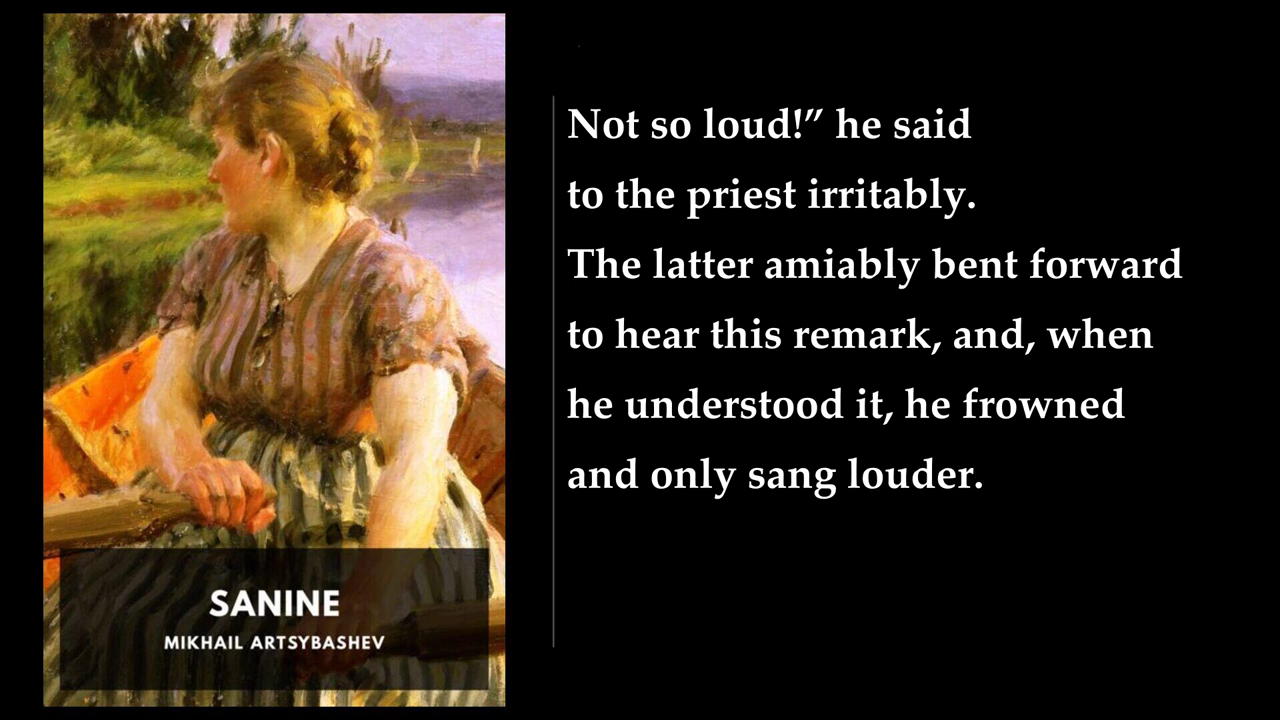 SANINE
MIKHAIL ARTSYBASHEV
Not so loud!” he said
to the priest irritably.
The latter amiably bent forward
to hear this remark, and, when
he understood it, he frowned
and only sang louder.